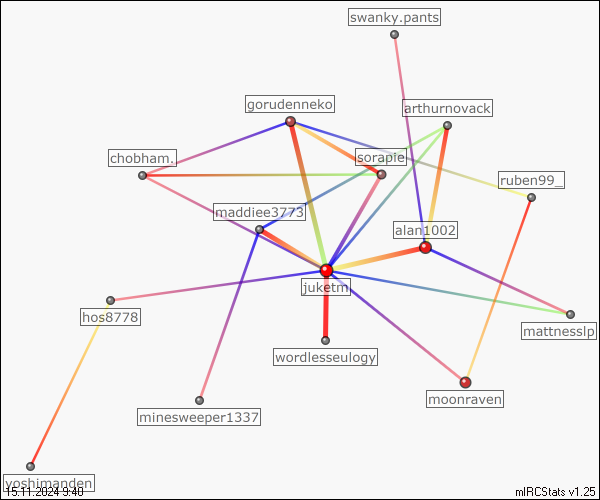 swanky.pants
gorudenneko
arthurnovack
chobham.
sorapie
ruben99_
maddiee3773
alan1002
juketm
hos8778
mattnesslp
wordlesseulogy
moonraven
minesweeper1337
yoshimanden
15.11.2024 9:40
mIRCStats v1.25